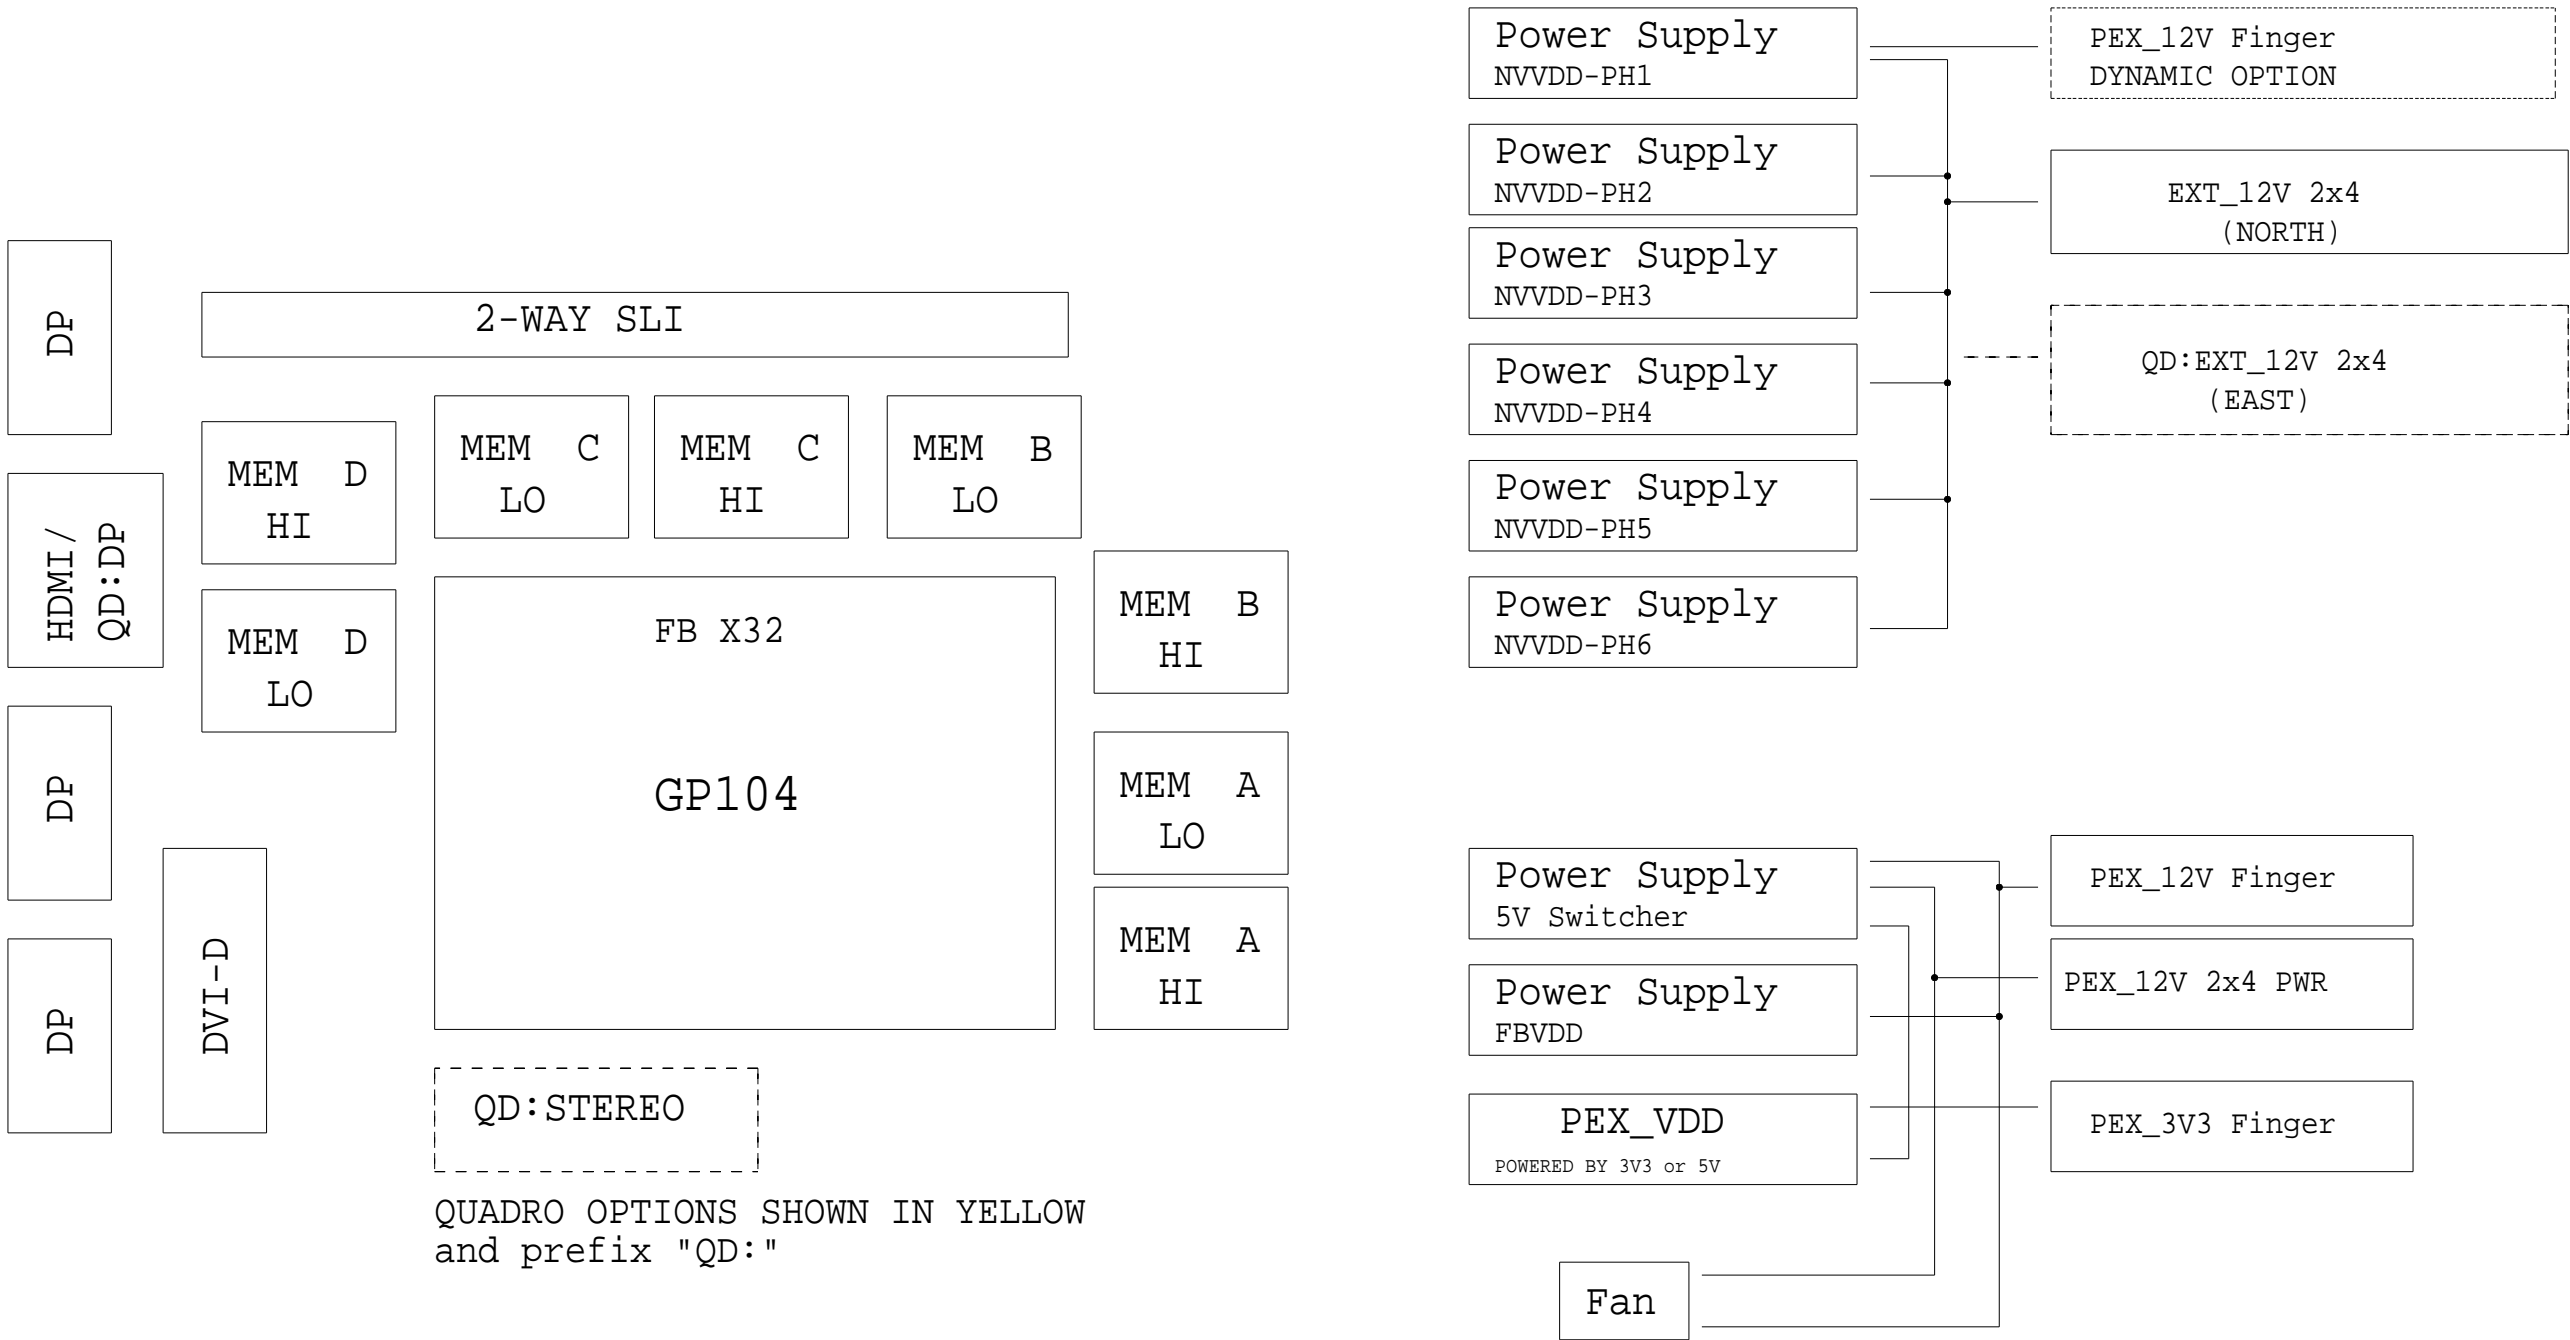 DP
HDMI/
QD:DP
DP
DP
DVI-D
2-WAY SLI
MEM D
HI
MEM D
LO
MEM C
LO
MEM C
HI
MEM B
LO
MEM B
HI
MEM A
LO
MEM A
HI
FB X32
GP104
QD:STEREO
QUADRO OPTIONS SHOWN IN YELLOW
and prefix "QD:"
Power Supply
NVVDD-PH1
Power Supply
NVVDD-PH2
Power Supply
NVVDD-PH3
Power Supply
NVVDD-PH4
Power Supply
NVVDD-PH5
Power Supply
NVVDD-PH6
PEX_12V Finger
DYNAMIC OPTION
EXT_12V 2x4
(NORTH)
QD:EXT_12V 2x4
(EAST)
Power Supply
5V Switcher
Power Supply
FBVDD
PEX_VDD
POWERED BY 3V3 or 5V
Fan
PEX_12V Finger
PEX_12V 2x4 PWR
PEX_3V3 Finger